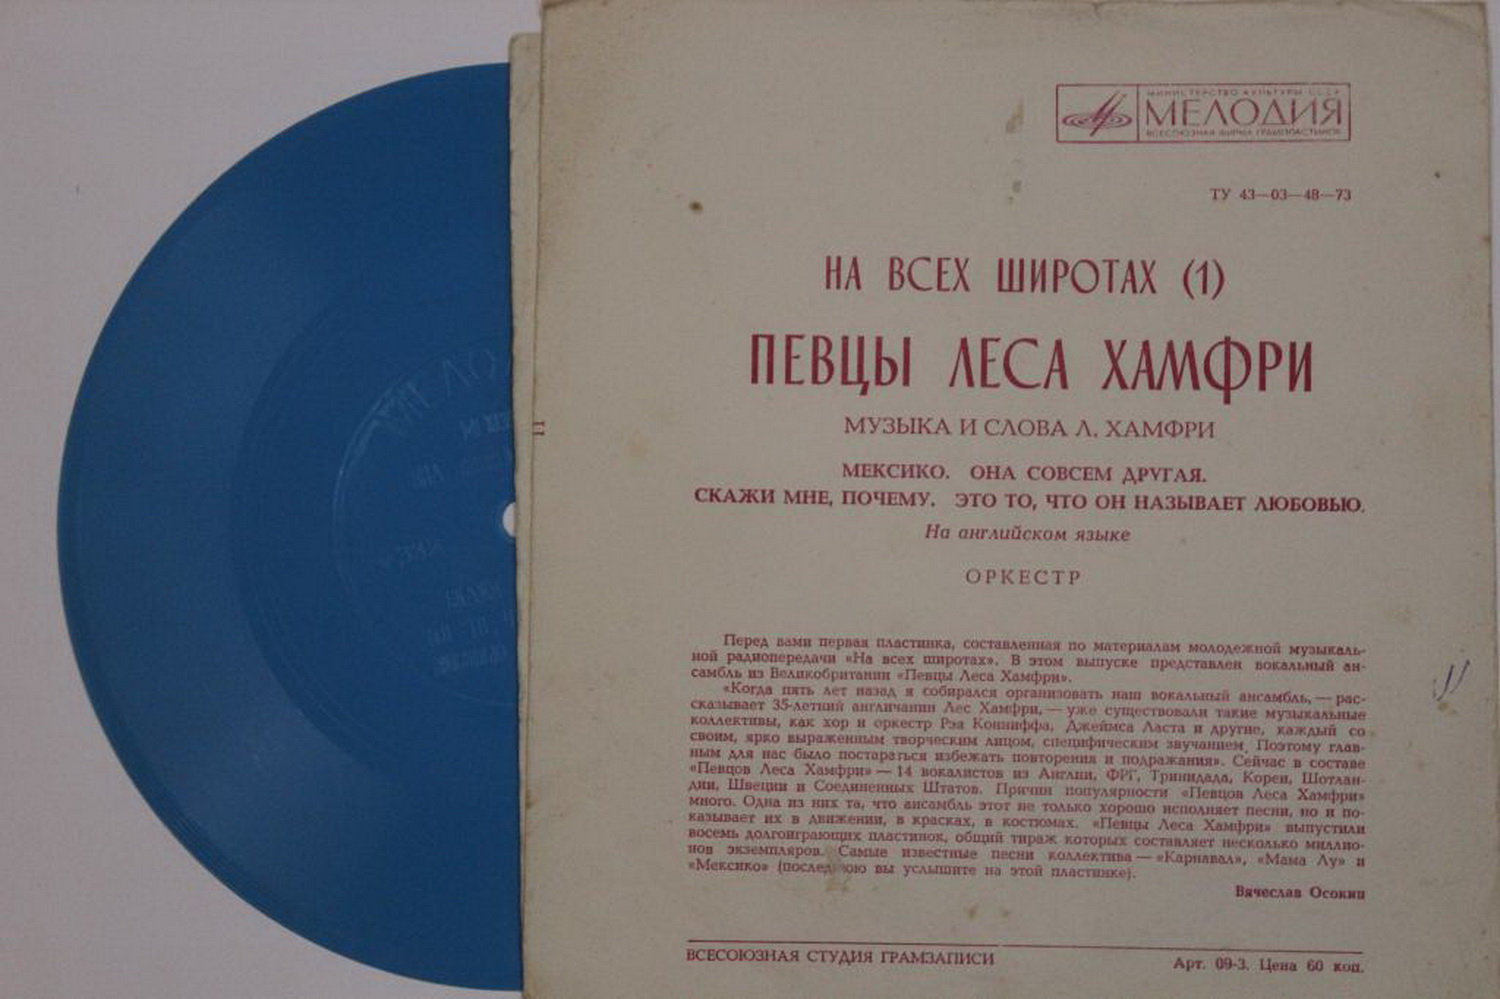 МИНИСТЕРСТВО КУЛЬТУРЫ СССР
МЕЛОДИЯ
ВСЕСОЮЗНАЯ ФИРМА ГРАМПЛАСТИНОК
ТУ 43—03—48—73
НА ВСЕХ ШИРОТАХ (1)
ПЕВЦЫ ЛЕСА ХАМФРИ
МУЗЫКА И СЛОВА Л. ХАМФРИ
МЕКСИКО. ОНА СОВСЕМ ДРУГАЯ.
СКАЖИ МНЕ, ПОЧЕМУ. ЭТО ТО, ЧТО ОН НАЗЫВАЕТ ЛЮБОВЬЮ.
На английском языке
ОРКЕСТР
Перед вами первая пластинка, составленная по материалам молодежной музыкаль-
ной радиопередачи «На всех широтах». В этом выпуске представлен вокальный ан-
самбль из Великобритании «Певцы Леса Хамфри».
«Когда пять лет назад я собирался организовать наш вокальный ансамбль, — рас-
сказывает 35-летний англичанин Лес Хамфри, — уже существовали такие музыкальные
коллективы, как хор и оркестр Рэя Конниффа, Джеймса Ласта и другие, каждый со
своим, ярко выраженным творческим лицом, специфическим звучанием. Поэтому глав-
ным для нас было постараться избежать повторения и подражания». Сейчас в составе
«Певцов Леса Хамфри» — 14 вокалистов из Англии, ФРГ, Тринидада, Кореи, Шотлан-
дии, Швеции и Соединенных Штатов. Причин популярности «Певцов Леса Хамфри»
много. Одна из них та, что ансамбль этот не только хорошо исполняет песни, но и по-
казывает их в движении, в красках, в костюмах. «Певцы Леса Хамфри» выпустили
восемь долгоиграющих пластинок, общий тираж которых составляет несколько миллио-
нов экземпляров. Самые известные песни коллектива — «Карнавал», «Мама Лу» и
«Мексико» (последнюю вы услышите на этой пластинке).
Вячеслав Осокин
ВСЕСОЮЗНАЯ СТУДИЯ ГРАМЗАПИСИ
Арт. 09-3. Цена 60 коп.